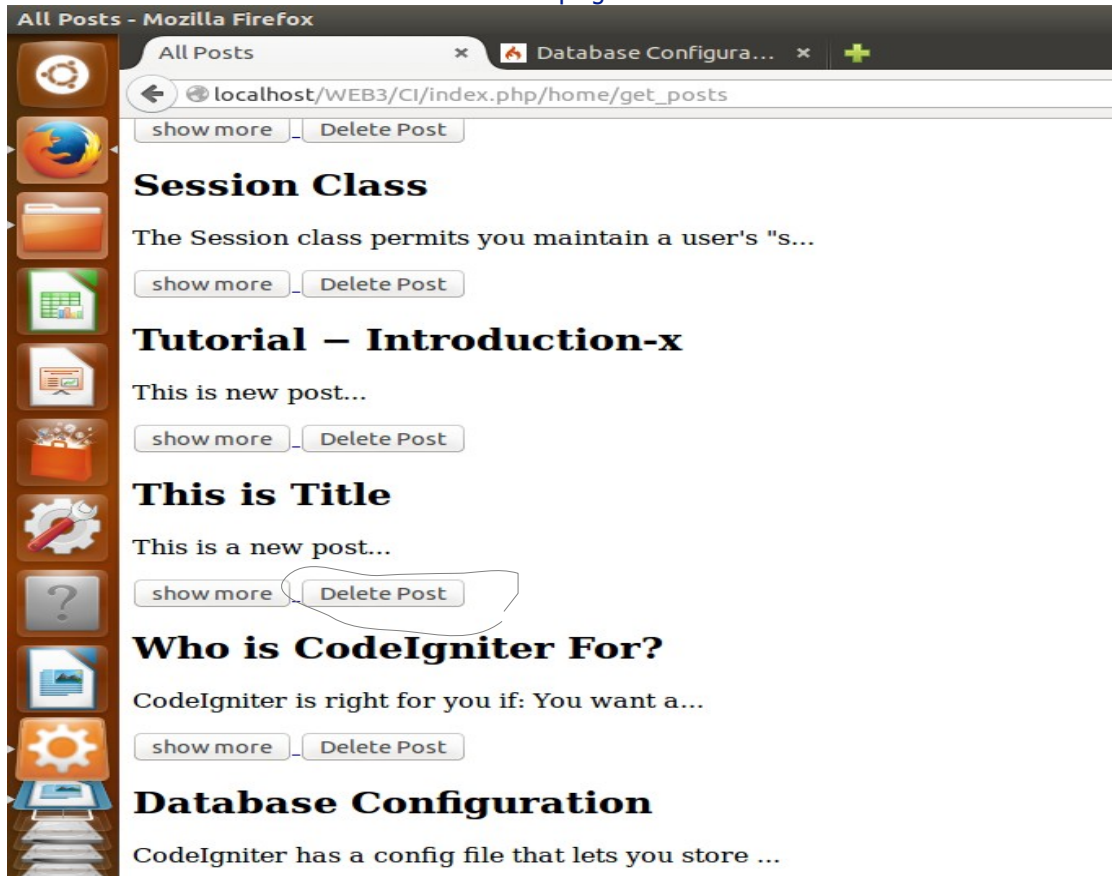 All Posts - Mozilla Firefox
All Posts × Database Configura... ×
localhost/WEB3/CI/index.php/home/get_posts
show more Delete Post
Session Class
The Session class permits you maintain a user's "s...
show more Delete Post
Tutorial – Introduction-x
This is new post...
show more Delete Post
This is Title
This is a new post...
show more Delete Post
Who is CodeIgniter For?
CodeIgniter is right for you if: You want a...
show more Delete Post
Database Configuration
CodeIgniter has a config file that lets you store ...